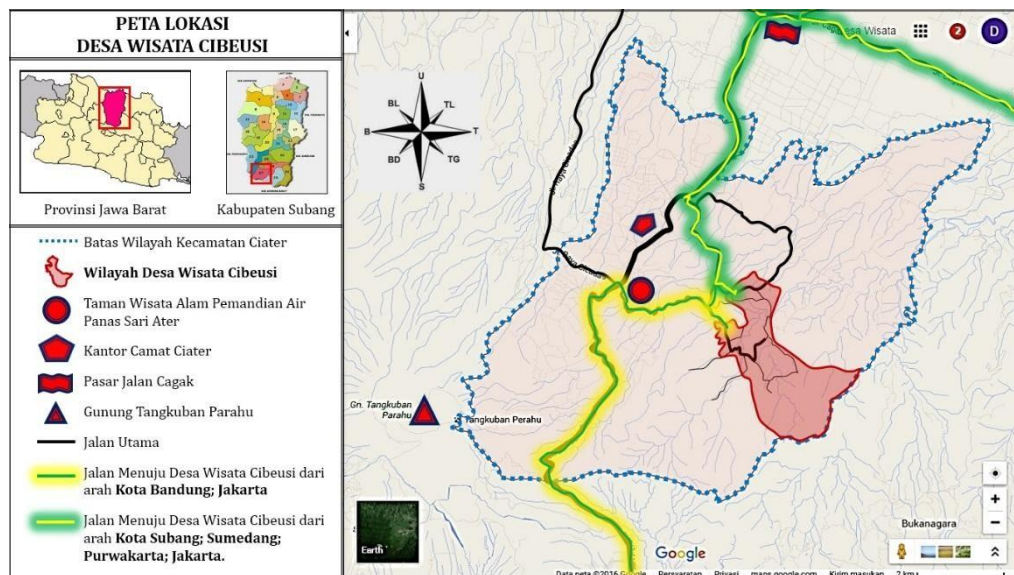 PETA LOKASI
DESA WISATA CIBEUSI
Provinsi Jawa Barat
Kabupaten Subang
Batas Wilayah Kecamatan Ciater
Wilayah Desa Wisata Cibeusi
Taman Wisata Alam Pemandian Air
Panas Sari Ater
Kantor Camat Ciater
Pasar Jalan Cagak
Gunung Tangkuban Parahu
Jalan Utama
Jalan Menuju Desa Wisata Cibeusi dari
arah Kota Bandung; Jakarta
Jalan Menuju Desa Wisata Cibeusi dari
arah Kota Subang; Sumedang;
Purwakarta; Jakarta.
U
BL
TL
B
T
BD
TG
S
Desa Wisata
2
D
Gn. Tangkuban
Parahu
Tangkuban Perahu
Bukanagara
Earth
Google
Data peta ©2016 Google
Persyaratan
Privasi
maps.google.com
Kirim masukan
2 km